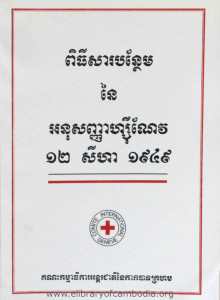 ពិធីសារបន្ថែម
នៃ
អនុសញ្ញាហ្ស៊ឺណែវ
១២ សីហា ១៩៤៩
COMITE INTERNATIONAL
GENEVE
គណៈកម្មាធិការអន្តរជាតិនៃកាកបាទក្រហម
www.elibraryofcambodia.org